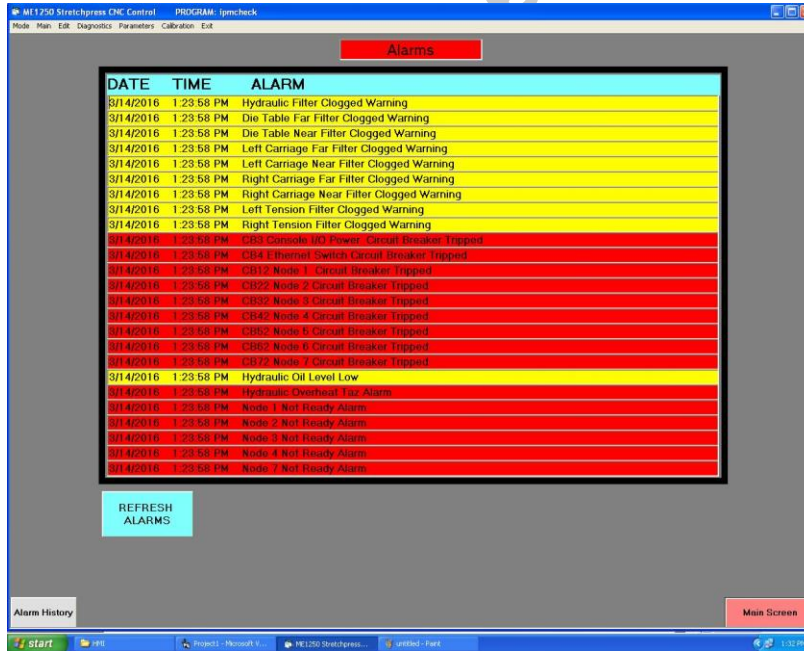 ME1250 Stretchpress CNC Control PROGRAM: ipmcheck
Mode Main Edit Diagnostics Parameters Calibration Exit
Alarms
DATE TIME ALARM
3/14/2016 1:23:58 PM Hydraulic Filter Clogged Warning
3/14/2016 1:23:58 PM Die Table Far Filter Clogged Warning
3/14/2016 1:23:58 PM Die Table Near Filter Clogged Warning
3/14/2016 1:23:58 PM Left Carriage Far Filter Clogged Warning
3/14/2016 1:23:58 PM Left Carriage Near Filter Clogged Warning
3/14/2016 1:23:58 PM Right Carriage Far Filter Clogged Warning
3/14/2016 1:23:58 PM Right Carriage Near Filter Clogged Warning
3/14/2016 1:23:58 PM Left Tension Filter Clogged Warning
3/14/2016 1:23:58 PM Right Tension Filter Clogged Warning
3/14/2016 1:23:58 PM CB3 Console I/O Power Circuit Breaker Tripped
3/14/2016 1:23:58 PM CB4 Ethernet Switch Circuit Breaker Tripped
3/14/2016 1:23:58 PM CB12 Node 1 Circuit Breaker Tripped
3/14/2016 1:23:58 PM CB22 Node 2 Circuit Breaker Tripped
3/14/2016 1:23:58 PM CB32 Node 3 Circuit Breaker Tripped
3/14/2016 1:23:58 PM CB42 Node 4 Circuit Breaker Tripped
3/14/2016 1:23:58 PM CB52 Node 5 Circuit Breaker Tripped
3/14/2016 1:23:58 PM CB62 Node 6 Circuit Breaker Tripped
3/14/2016 1:23:58 PM CB72 Node 7 Circuit Breaker Tripped
3/14/2016 1:23:58 PM Hydraulic Oil Level Low
3/14/2016 1:23:58 PM Hydraulic Overheat Taz Alarm
3/14/2016 1:23:58 PM Node 1 Not Ready Alarm
3/14/2016 1:23:58 PM Node 2 Not Ready Alarm
3/14/2016 1:23:58 PM Node 3 Not Ready Alarm
3/14/2016 1:23:58 PM Node 4 Not Ready Alarm
3/14/2016 1:23:58 PM Node 7 Not Ready Alarm
REFRESH
ALARMS
Alarm History Main Screen
start HMI Project1 - Microsoft V... ME1250 Stretchpress... untitled - Paint 1:32 PM